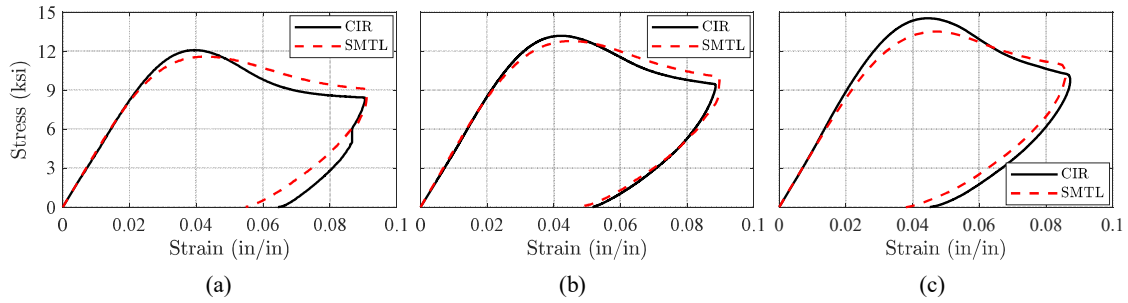 15
12
9
6
3
0
Stress (ksi)
0 0.02 0.04 0.06 0.08 0.1
Strain (in/in)
CIR
SMTL
(a)
0 0.02 0.04 0.06 0.08 0.1
Strain (in/in)
CIR
SMTL
(b)
0 0.02 0.04 0.06 0.08 0.1
Strain (in/in)
CIR
SMTL
(c)